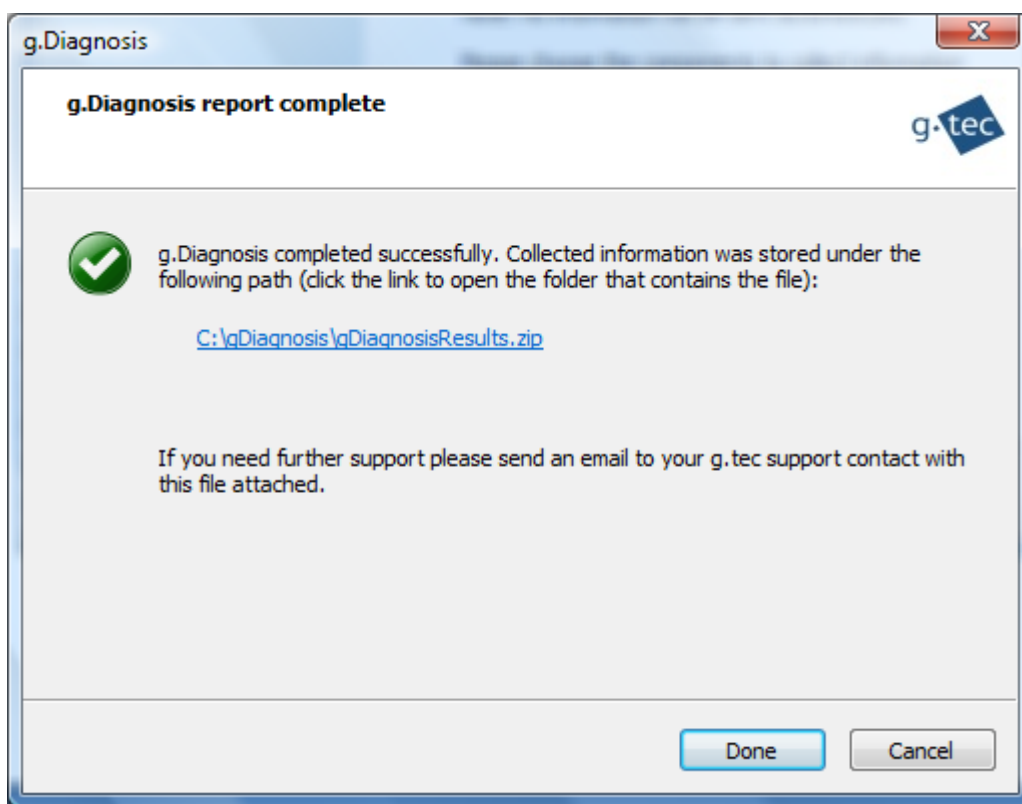 g.Diagnosis
g.Diagnosis report complete
g.tec
g.Diagnosis completed successfully. Collected information was stored under the
following path (click the link to open the folder that contains the file):
C:\gDiagnosis\gDiagnosisResults.zip
If you need further support please send an email to your g.tec support contact with
this file attached.
Done
Cancel